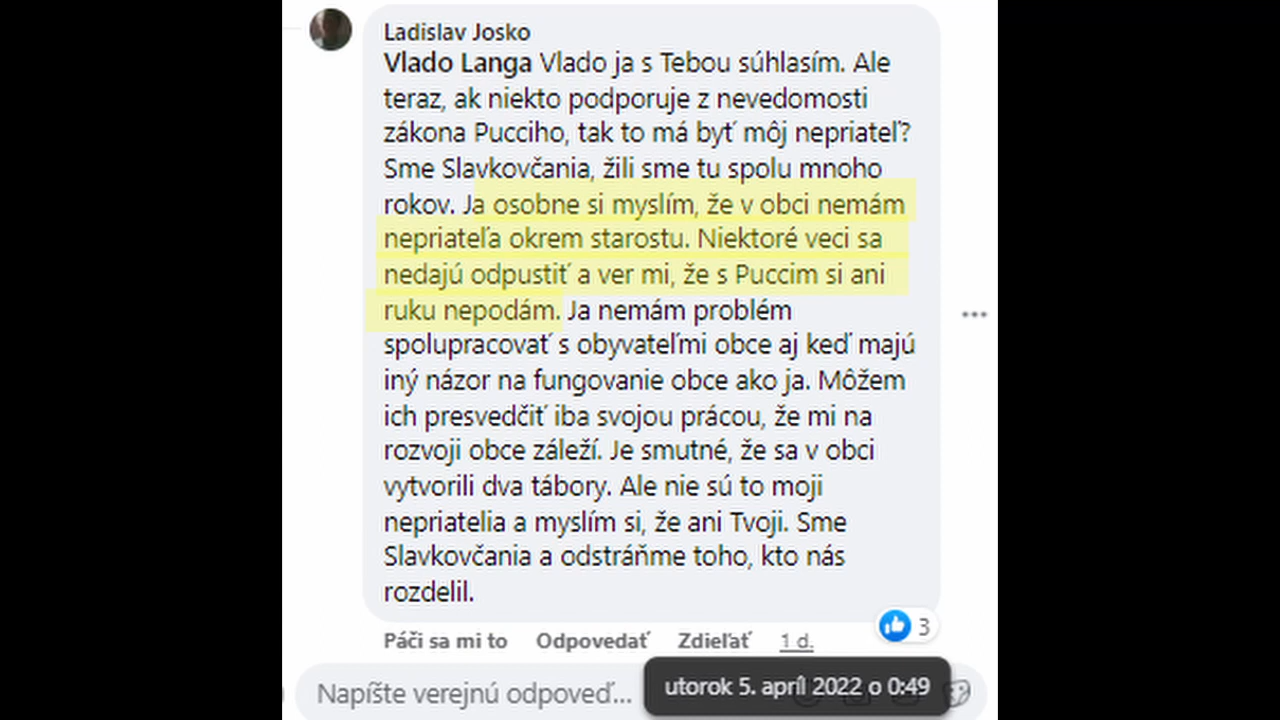 Ladislav Josko
Vlado Langa Vlado ja s Tebou súhlasím. Ale
teraz, ak niekto podporuje z nevedomosti
zákona Pucciho, tak to má byť môj nepriateľ?
Sme Slavkovčania, žili sme tu spolu mnoho
rokov. Ja osobne si myslím, že v obci nemám
nepriateľa okrem starostu. Niektoré veci sa
nedajú odpustiť a ver mi, že s Puccim si ani
ruku nepodám. Ja nemám problém
spolupracovať s obyvateľmi obce aj keď majú
iný názor na fungovanie obce ako ja. Môžem
ich presvedčiť iba svojou prácou, že mi na
rozvoji obce záleží. Je smutné, že sa v obci
vytvorili dva tábory. Ale nie sú to moji
nepriatelia a myslím si, že ani Tvoji. Sme
Slavkovčania a odstráňme toho, kto nás
rozdelil.
3
Páči sa mi to Odpovedať Zdieľať 1 d.
Napíšte verejnú odpoveď...
utorok 5. apríl 2022 o 0:49